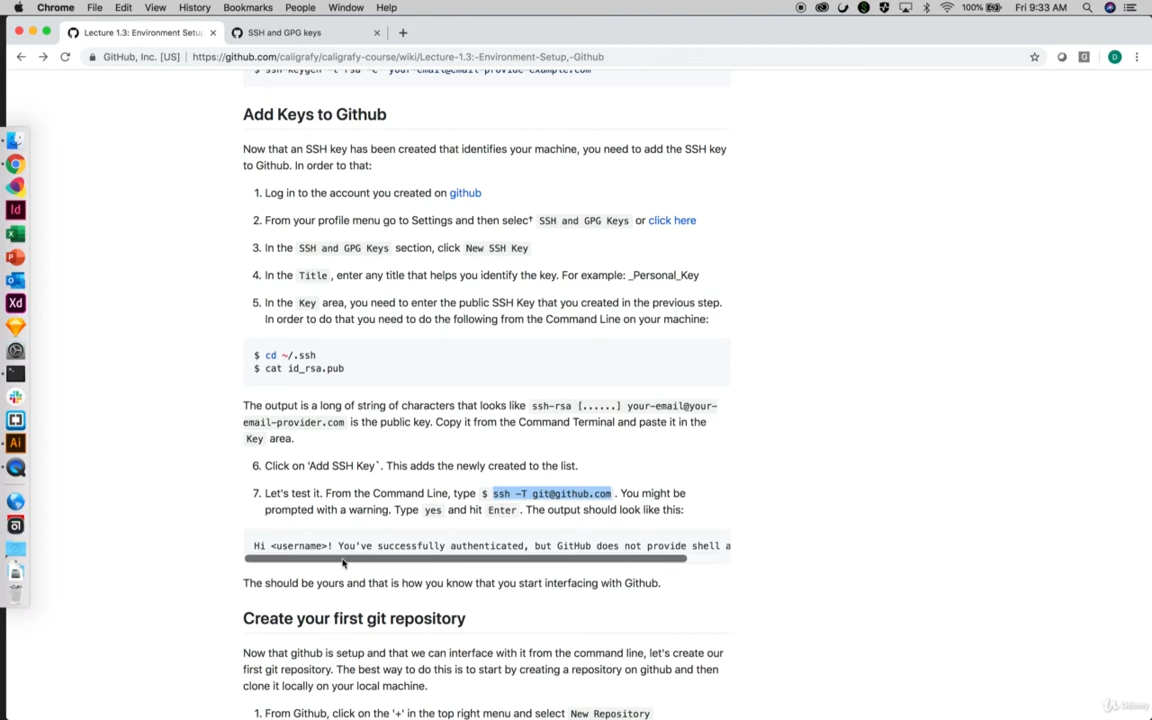 Chrome File Edit View History Bookmarks People Window Help 100% Fri 9:33 AM
Lecture 1.3: Environment Setu × SSH and GPG keys × +
GitHub, Inc. [US] https://github.com/caligrafy/caligrafy-course/wiki/Lecture-1.3:-Environment-Setup,-Github D
$ ssh-keygen -t rsa -C "your-email@email-provide-example.com"
Add Keys to Github
Now that an SSH key has been created that identifies your machine, you need to add the SSH key
to Github. In order to that:
1. Log in to the account you created on github
2. From your profile menu go to Settings and then select SSH and GPG Keys or click here
3. In the SSH and GPG Keys section, click New SSH Key
4. In the Title , enter any title that helps you identify the key. For example: _Personal_Key
5. In the Key area, you need to enter the public SSH Key that you created in the previous step.
In order to do that you need to do the following from the Command Line on your machine:
$ cd ~/.ssh
$ cat id_rsa.pub
The output is a long of string of characters that looks like ssh-rsa [......] your-email@your-
email-provider.com is the public key. Copy it from the Command Terminal and paste it in the
Key area.
6. Click on 'Add SSH Key`. This adds the newly created to the list.
7. Let's test it. From the Command Line, type $ ssh -T git@github.com . You might be
prompted with a warning. Type yes and hit Enter . The output should look like this:
Hi <username>! You've successfully authenticated, but GitHub does not provide shell a
The should be yours and that is how you know that you start interfacing with Github.
Create your first git repository
Now that github is setup and that we can interface with it from the command line, let's create our
first git repository. The best way to do this is to start by creating a repository on github and then
clone it locally on your local machine.
1. From Github, click on the '+' in the top right menu and select New Repository
Id
Xd
Ai
Udemy